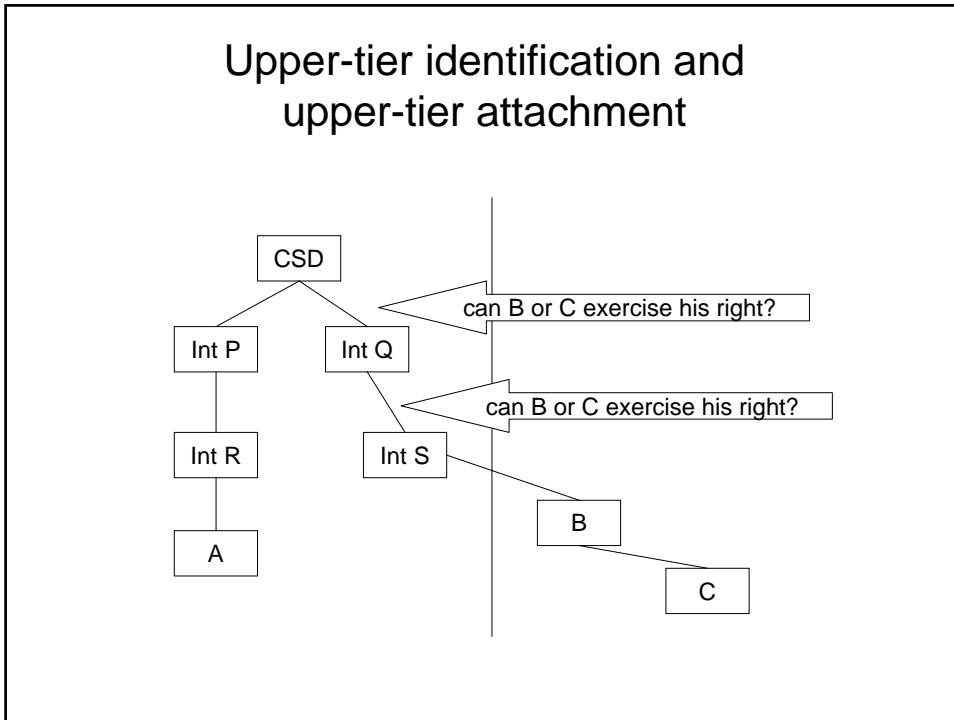 Upper-tier identification and
upper-tier attachment
CSD
can B or C exercise his right?
Int P
Int Q
can B or C exercise his right?
Int R
Int S
B
A
C